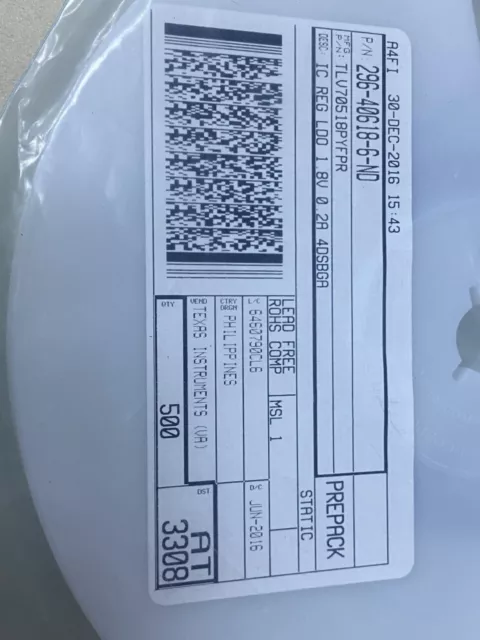 A4FI 30-DEC-2016 15:43
P/N: 296-40618-6-ND
MFG P/N: TLV70518PYFPR
DESC: IC REG LDO 1.8V 0.2A 4DSBGA
PREPACK
STATIC
LEAD FREE
ROHS COMP
MSL 1
L/C 6460790CL6
D/C JUN-2016
CTRY ORGN PHILIPPINES
VEND TEXAS INSTRUMENTS (VA)
QTY 500
DST AT
3308